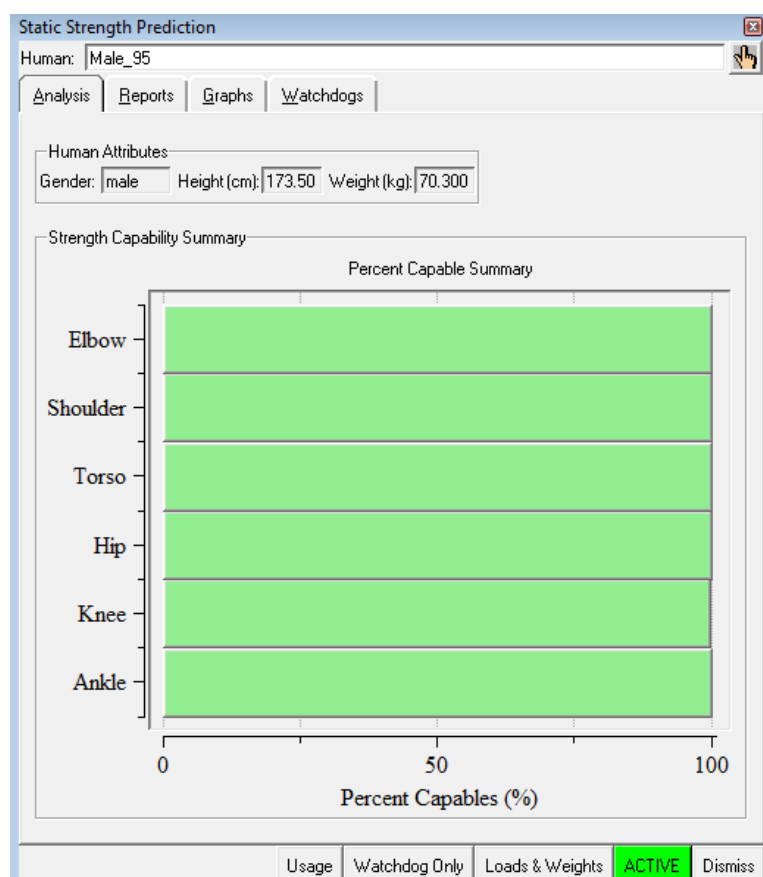 Static Strength Prediction
Human: Male_95
Analysis Reports Graphs Watchdogs
Human Attributes
Gender: male Height (cm): 173.50 Weight (kg): 70.300
Strength Capability Summary
Percent Capable Summary
Elbow
Shoulder
Torso
Hip
Knee
Ankle
0 50 100
Percent Capables (%)
Usage Watchdog Only Loads & Weights ACTIVE Dismiss